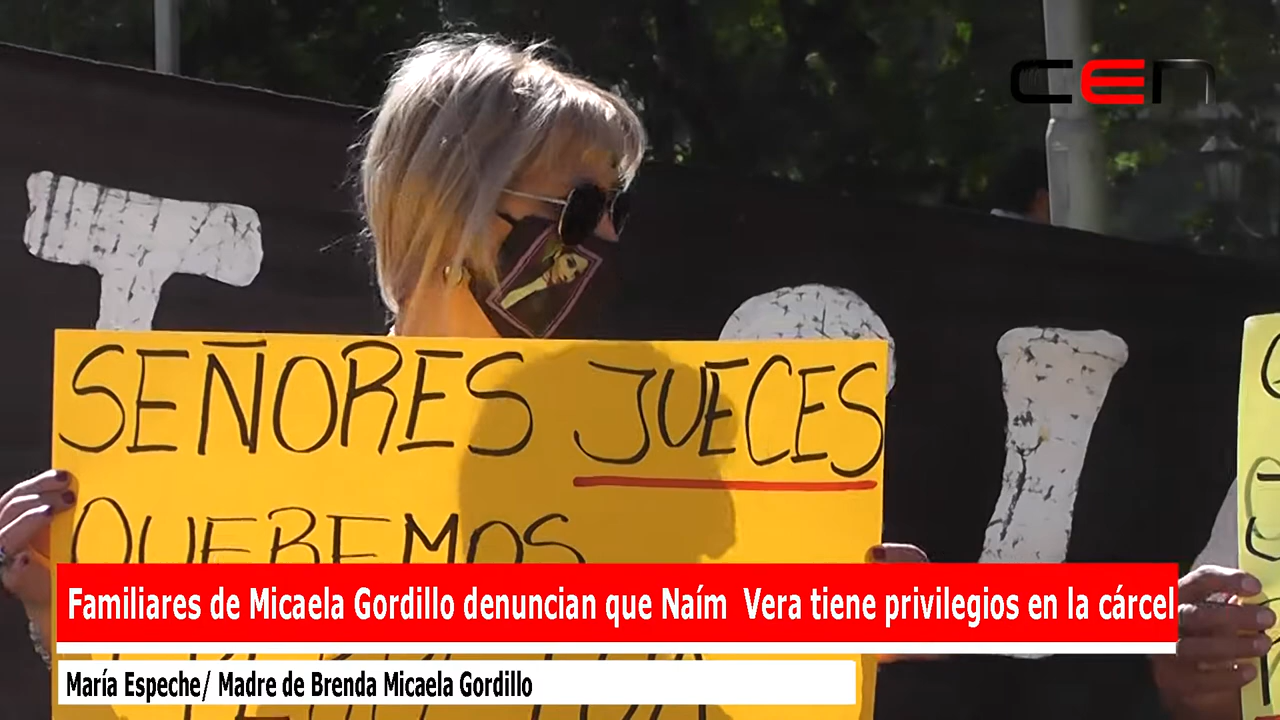 CEN
SEÑORES JUECES
QUEREMOS
Familiares de Micaela Gordillo denuncian que Naím Vera tiene privilegios en la cárcel
María Espeche/ Madre de Brenda Micaela Gordillo